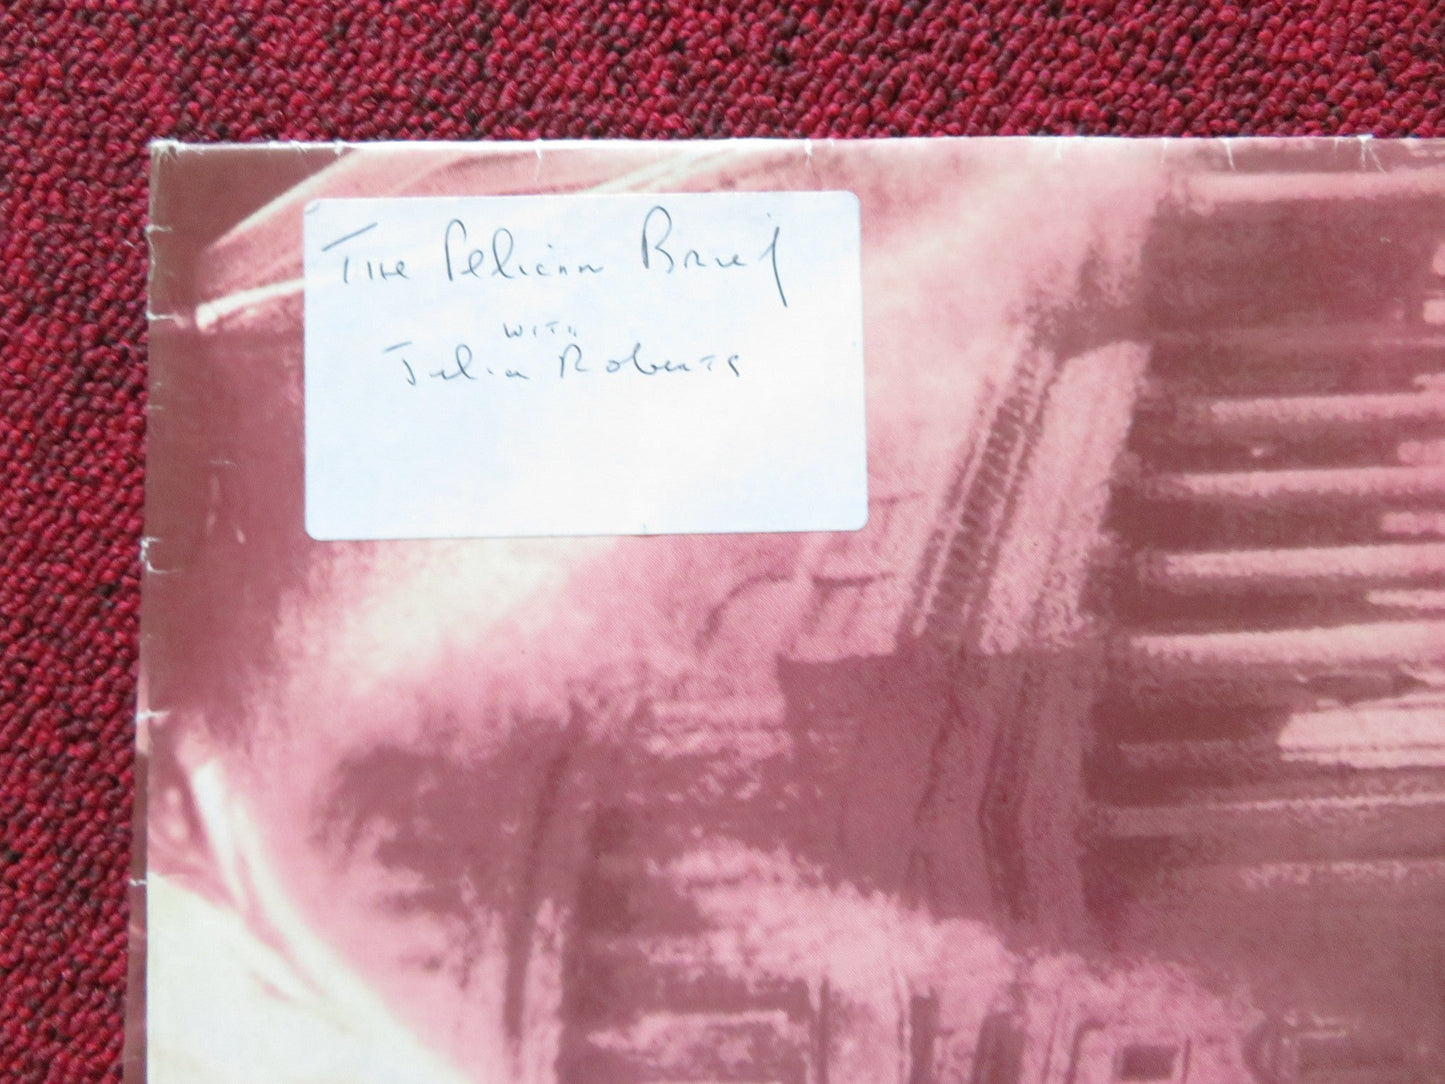 The Pelican Brief
WITH
Julia Roberts